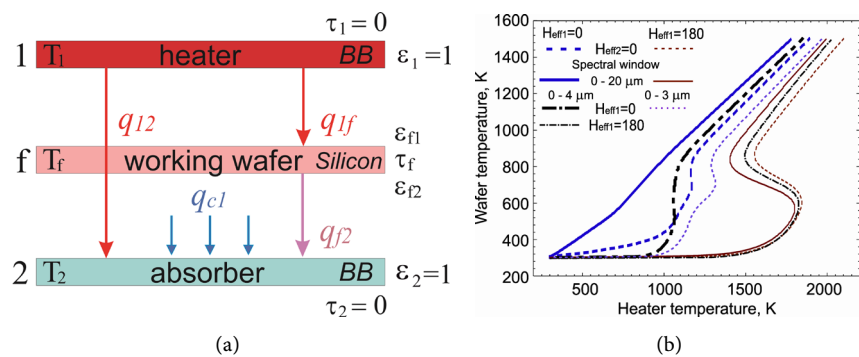 τ₁ = 0
1 T₁ heater BB ε₁ = 1
q₁₂ q₁f
εf1
f Tf working wafer Silicon τf
εf2
qc1
qf2
2 T₂ absorber BB ε₂ = 1
τ₂ = 0
(a)
Wafer temperature, K
1600
1400
1200
1000
800
600
400
200
Heff1=0 Heff1=180
Heff2=0
Spectral window
0 - 20 μm
0 - 4 μm 0 - 3 μm
Heff1=0
Heff1=180
500 1000 1500 2000
Heater temperature, K
(b)